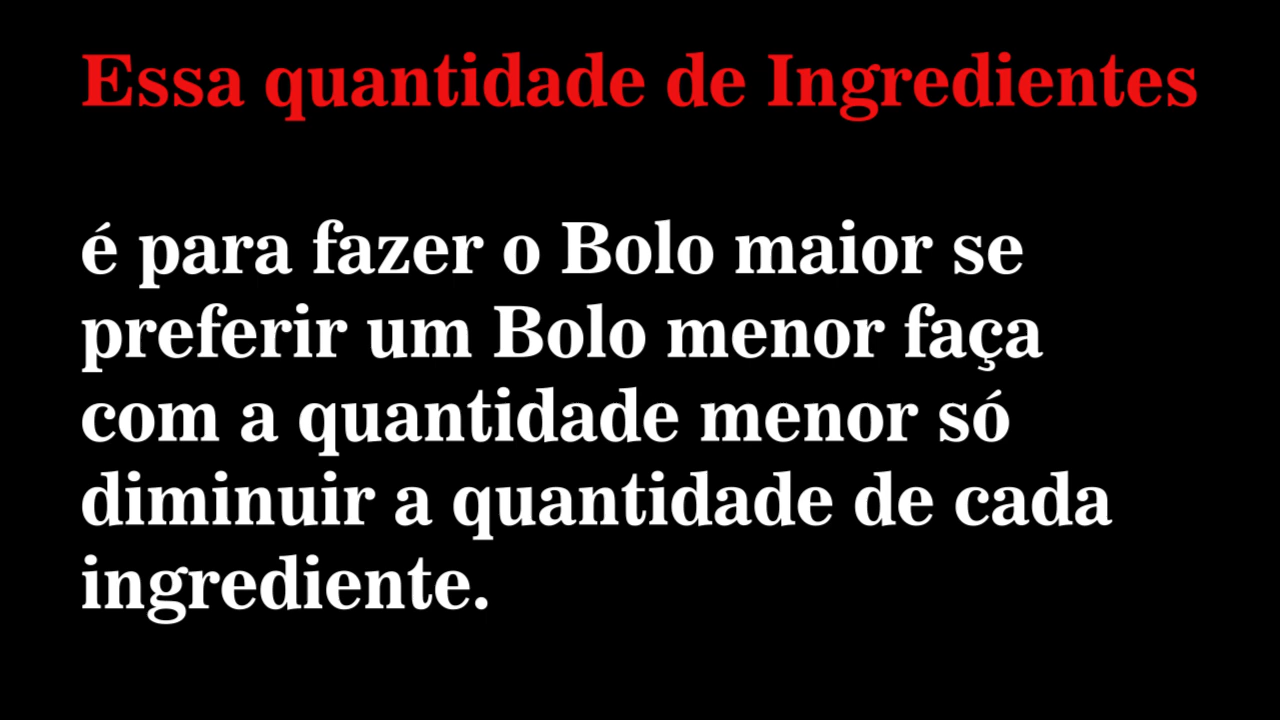 Essa quantidade de Ingredientes
é para fazer o Bolo maior se
preferir um Bolo menor faça
com a quantidade menor só
diminuir a quantidade de cada
ingrediente.